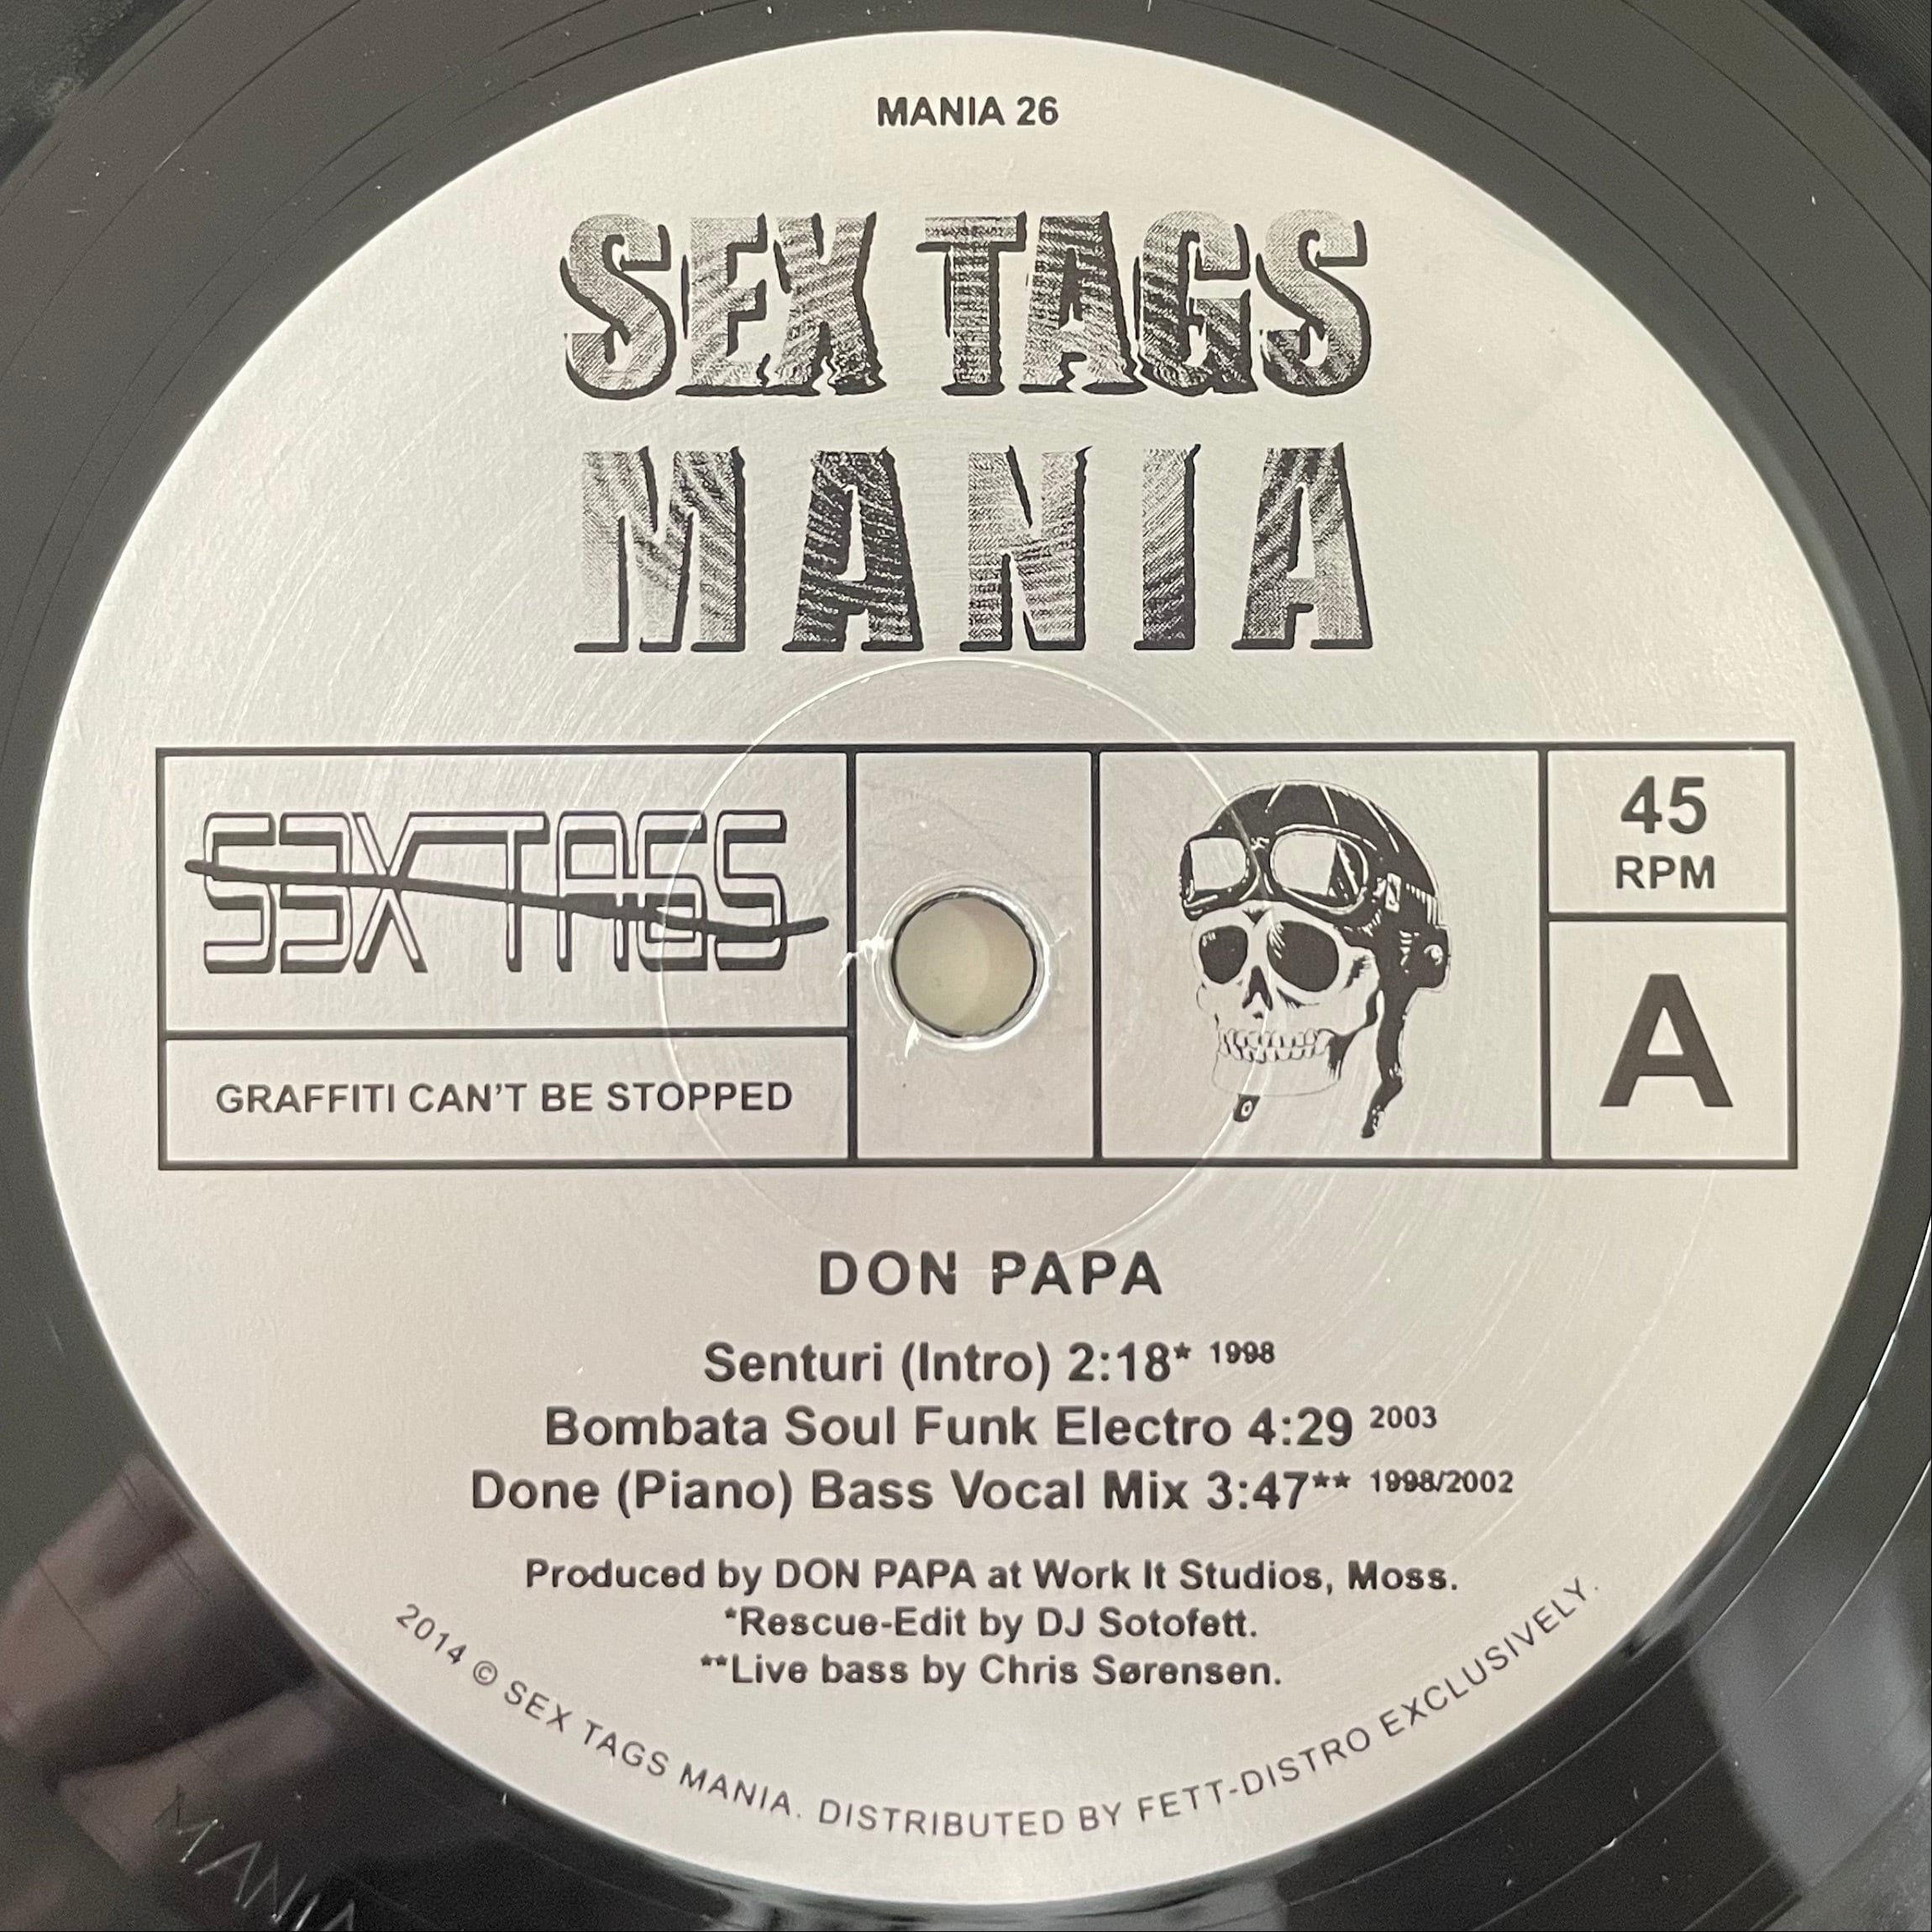 MANIA 26
SEX TAGS
MANIA
SEX TAGS
GRAFFITI CAN'T BE STOPPED
45
RPM
A
DON PAPA
Senturi (Intro) 2:18* 1998
Bombata Soul Funk Electro 4:29 2003
Done (Piano) Bass Vocal Mix 3:47** 1998/2002
Produced by DON PAPA at Work It Studios, Moss.
*Rescue-Edit by DJ Sotofett.
**Live bass by Chris Sørensen.
2014 © SEX TAGS MANIA. DISTRIBUTED BY FETT-DISTRO EXCLUSIVELY.
MANIA